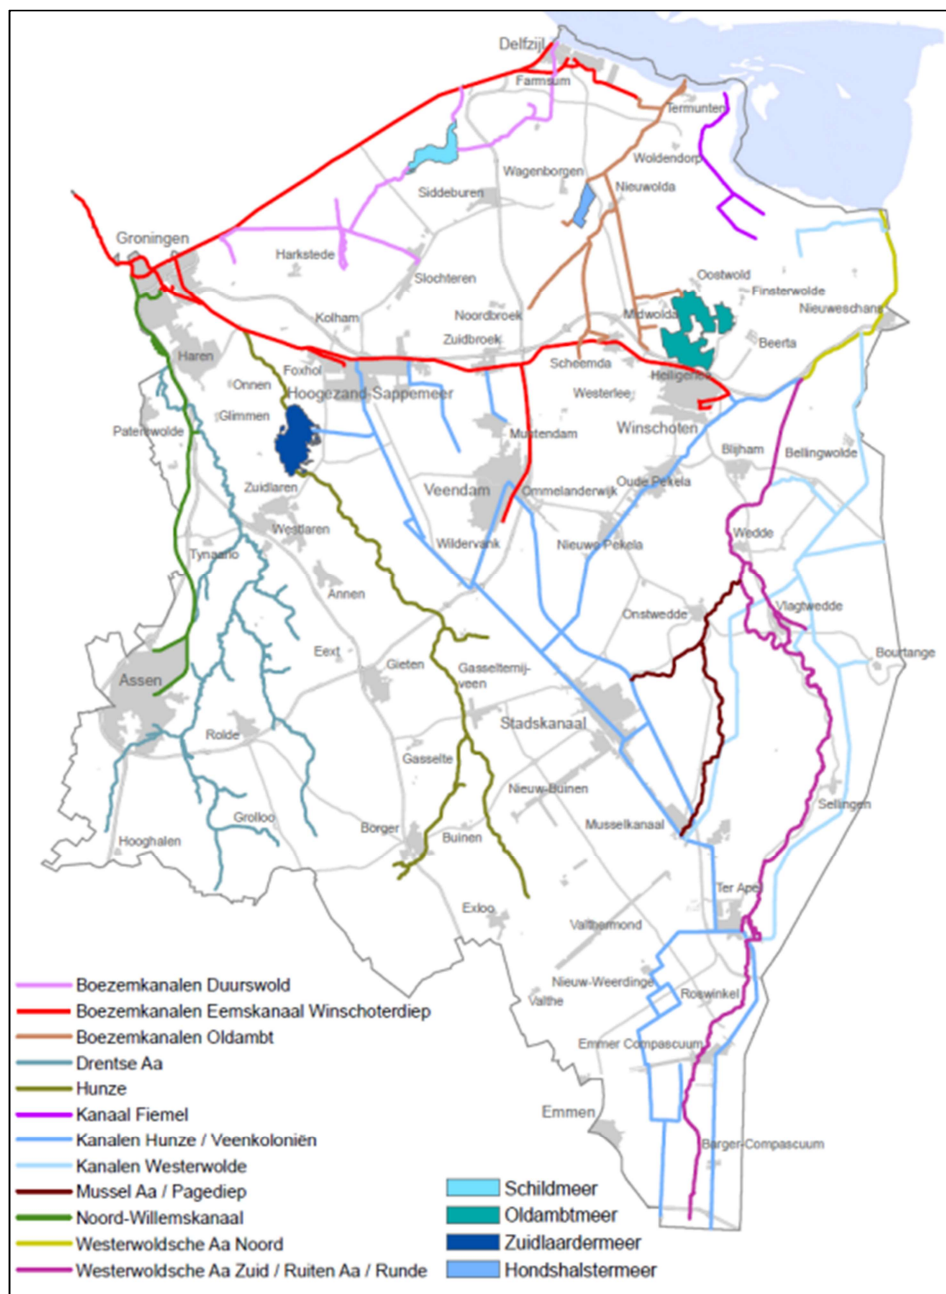 Delfzijl
Farmsum
Termunten
Woldendorp
Wagenborgen
Nieuwolda
Siddeburen
Groningen
Harkstede
Slochteren
Oostwold
Finsterwolde
Nieuweschans
Kolham
Noordbroek
Midwolda
Zuidbroek
Beerta
Haren
Foxhol
Scheemda
Heiligerlee
Onnen
Hoogezand-Sappemeer
Westerlee
Glimmen
Winschoten
Paterswolde
Muntendam
Blijham
Bellingwolde
Zuidlaren
Veendam
Ommelanderwijk
Oude Pekela
Westlaren
Wildervank
Nieuwe Pekela
Wedde
Tynaarlo
Annen
Onstwedde
Vlagtwedde
Eext
Gieten
Gasselternij-
veen
Bourtange
Assen
Stadskanaal
Rolde
Gasselte
Nieuw-Buinen
Sellingen
Grolloo
Borger
Buinen
Musselkanaal
Hooghalen
Ter Apel
Exloo
Valthermond
Nieuw-Weerdinge
Roswinkel
Valthe
Emmer Compascuum
Emmen
Barger-Compascuum
Boezemkanalen Duurswold
Boezemkanalen Eemskanaal Winschoterdiep
Boezemkanalen Oldambt
Drentse Aa
Hunze
Kanaal Fiemel
Kanalen Hunze / Veenkoloniën
Kanalen Westerwolde
Mussel Aa / Pagediep
Noord-Willemskanaal
Westerwoldsche Aa Noord
Westerwoldsche Aa Zuid / Ruiten Aa / Runde
Schildmeer
Oldambtmeer
Zuidlaardermeer
Hondshalstermeer